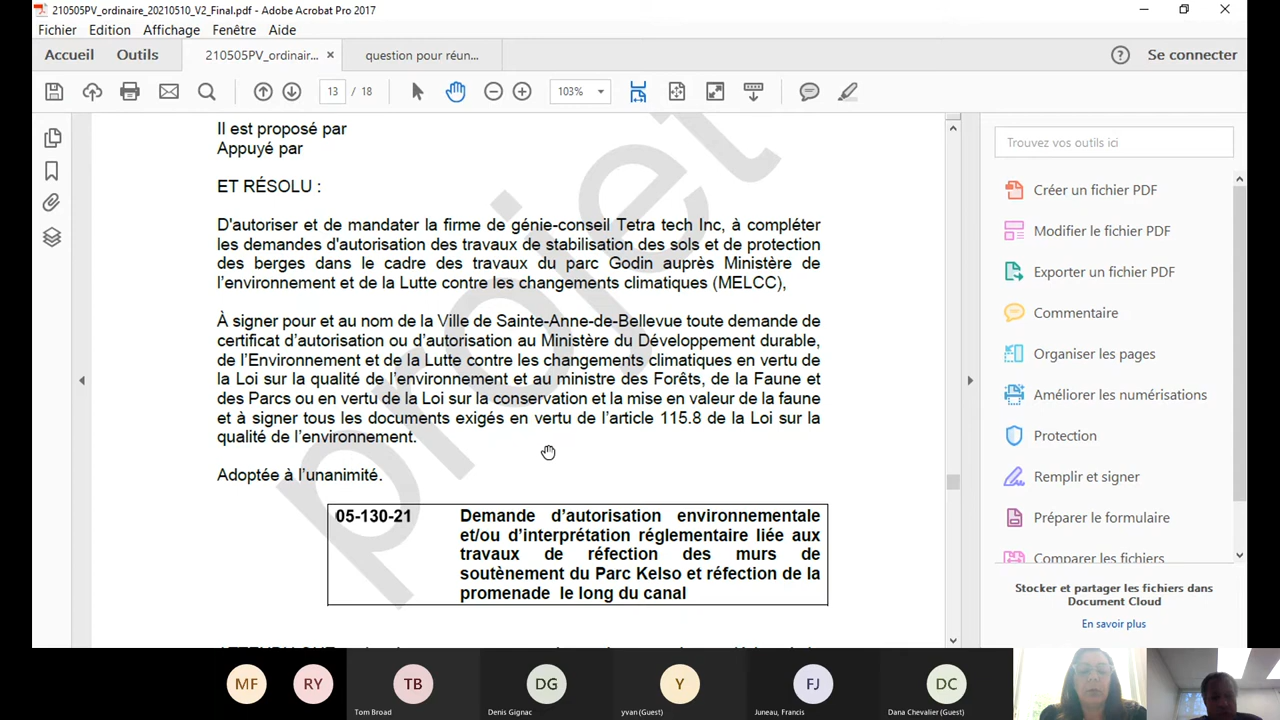 210505PV_ordinaire_20210510_V2_Final.pdf - Adobe Acrobat Pro 2017
Fichier Edition Affichage Fenêtre Aide
Accueil Outils 210505PV_ordinair... × question pour réun... Se connecter
13 / 18 103%
Il est proposé par
Appuyé par
ET RÉSOLU :
D'autoriser et de mandater la firme de génie-conseil Tetra tech Inc, à compléter
les demandes d'autorisation des travaux de stabilisation des sols et de protection
des berges dans le cadre des travaux du parc Godin auprès Ministère de
l'environnement et de la Lutte contre les changements climatiques (MELCC),
À signer pour et au nom de la Ville de Sainte-Anne-de-Bellevue toute demande de
certificat d'autorisation ou d'autorisation au Ministère du Développement durable,
de l'Environnement et de la Lutte contre les changements climatiques en vertu de
la Loi sur la qualité de l'environnement et au ministre des Forêts, de la Faune et
des Parcs ou en vertu de la Loi sur la conservation et la mise en valeur de la faune
et à signer tous les documents exigés en vertu de l'article 115.8 de la Loi sur la
qualité de l'environnement.
Adoptée à l'unanimité.
05-130-21 Demande d'autorisation environnementale
et/ou d'interprétation réglementaire liée aux
travaux de réfection des murs de
soutènement du Parc Kelso et réfection de la
promenade le long du canal
projet
Trouvez vos outils ici
Créer un fichier PDF
Modifier le fichier PDF
Exporter un fichier PDF
Commentaire
Organiser les pages
Améliorer les numérisations
Protection
Remplir et signer
Préparer le formulaire
Comparer les fichiers
Stocker et partager les fichiers dans
Document Cloud
En savoir plus
MF RY TB DG Y FJ DC
Tom Broad Denis Gignac yvan (Guest) Juneau, Francis Dana Chevalier (Guest)